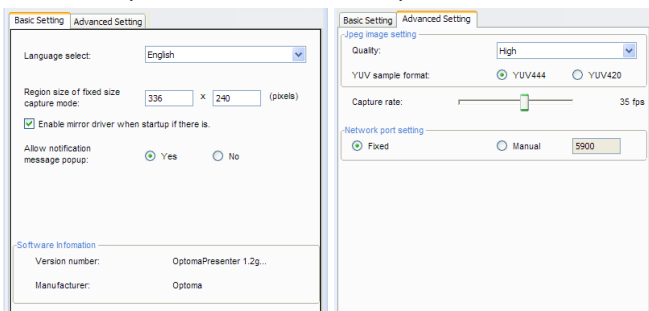 Basic Setting Advanced Setting
Language select: English
Region size of fixed size
capture mode: 336 x 240 (pixels)
Enable mirror driver when startup if there is.
Allow notification
message popup: Yes No
Software Infomation
Version number: OptomaPresenter 1.2g...
Manufacturer: Optoma
Basic Setting Advanced Setting
Jpeg image setting
Quality: High
YUV sample format: YUV444 YUV420
Capture rate: 35 fps
Network port setting
Fixed Manual 5900